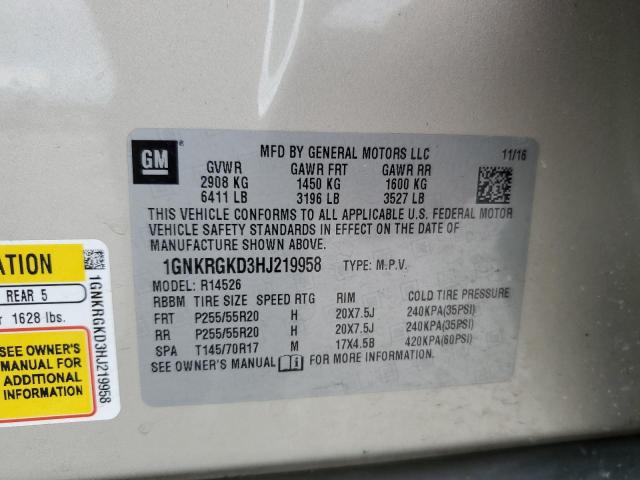 GM
MFD BY GENERAL MOTORS LLC 11/16
GVWR GAWR FRT GAWR RR
2908 KG 1450 KG 1600 KG
6411 LB 3196 LB 3527 LB
THIS VEHICLE CONFORMS TO ALL APPLICABLE U.S. FEDERAL MOTOR
VEHICLE SAFETY STANDARDS IN EFFECT ON THE DATE OF
MANUFACTURE SHOWN ABOVE.
1GNKRGKD3HJ219958 TYPE: M.P.V.
MODEL: R14526
RBBM TIRE SIZE SPEED RTG RIM COLD TIRE PRESSURE
FRT P255/55R20 H 20X7.5J 240KPA(35PSI)
RR P255/55R20 H 20X7.5J 240KPA(35PSI)
SPA T145/70R17 M 17X4.5B 420KPA(60PSI)
SEE OWNER'S MANUAL FOR MORE INFORMATION
ATION
REAR 5
r 1628 lbs.
SEE OWNER'S
MANUAL FOR
ADDITIONAL
INFORMATION
1GNKRGKD3HJ219958